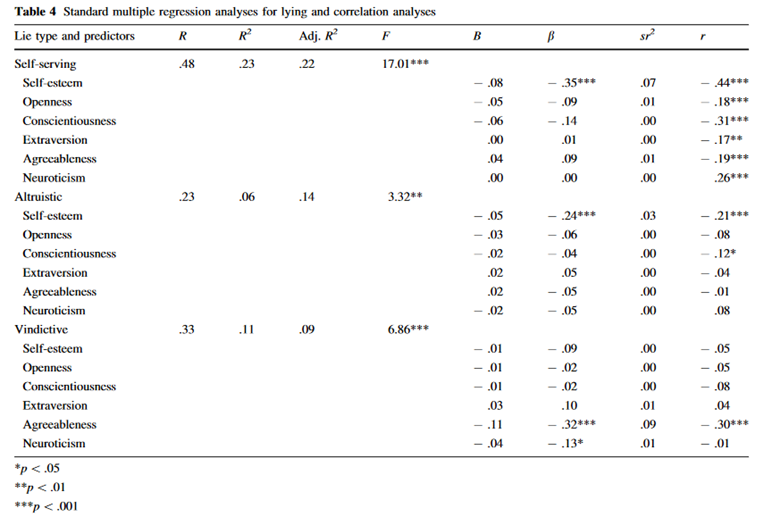 Table 4 Standard multiple regression analyses for lying and correlation analyses
Lie type and predictors R R² Adj. R² F B β sr² r
Self-serving .48 .23 .22 17.01***
Self-esteem − .08 − .35*** .07 − .44***
Openness − .05 − .09 .01 − .18***
Conscientiousness − .06 − .14 .00 − .31***
Extraversion .00 .01 .00 − .17**
Agreeableness .04 .09 .01 − .19***
Neuroticism .00 .00 .00 .26***
Altruistic .23 .06 .14 3.32**
Self-esteem − .05 − .24*** .03 − .21***
Openness − .03 − .06 .00 − .08
Conscientiousness − .02 − .04 .00 − .12*
Extraversion .02 .05 .00 − .04
Agreeableness .02 − .05 .00 − .01
Neuroticism − .02 − .05 .00 .08
Vindictive .33 .11 .09 6.86***
Self-esteem − .01 − .09 .00 − .05
Openness − .01 − .02 .00 − .05
Conscientiousness − .01 − .02 .00 − .08
Extraversion .03 .10 .01 .04
Agreeableness − .11 − .32*** .09 − .30***
Neuroticism − .04 − .13* .01 − .01
*p < .05
**p < .01
***p < .001